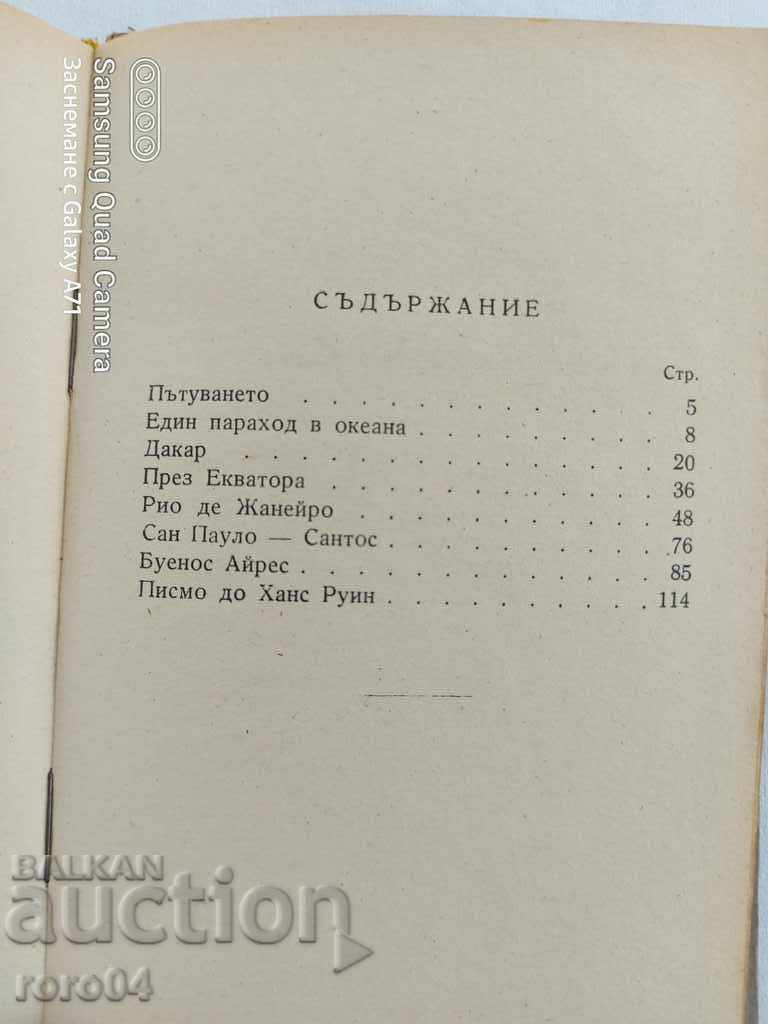 Samsung Quad Camera
Заснемане с Galaxy A71
СЪДЪРЖАНИЕ
Стр.
Пътуването . . . . . . . . . . . . . 5
Един параход в океана . . . . . . . . . 8
Дакар . . . . . . . . . . . . . . . 20
През Екватора . . . . . . . . . . . . 36
Рио де Жанейро . . . . . . . . . . . 48
Сан Пауло — Сантос . . . . . . . . . . 76
Буенос Айрес . . . . . . . . . . . . . 85
Писмо до Ханс Руин . . . . . . . . . . 114
BALKAN
auction
roro04